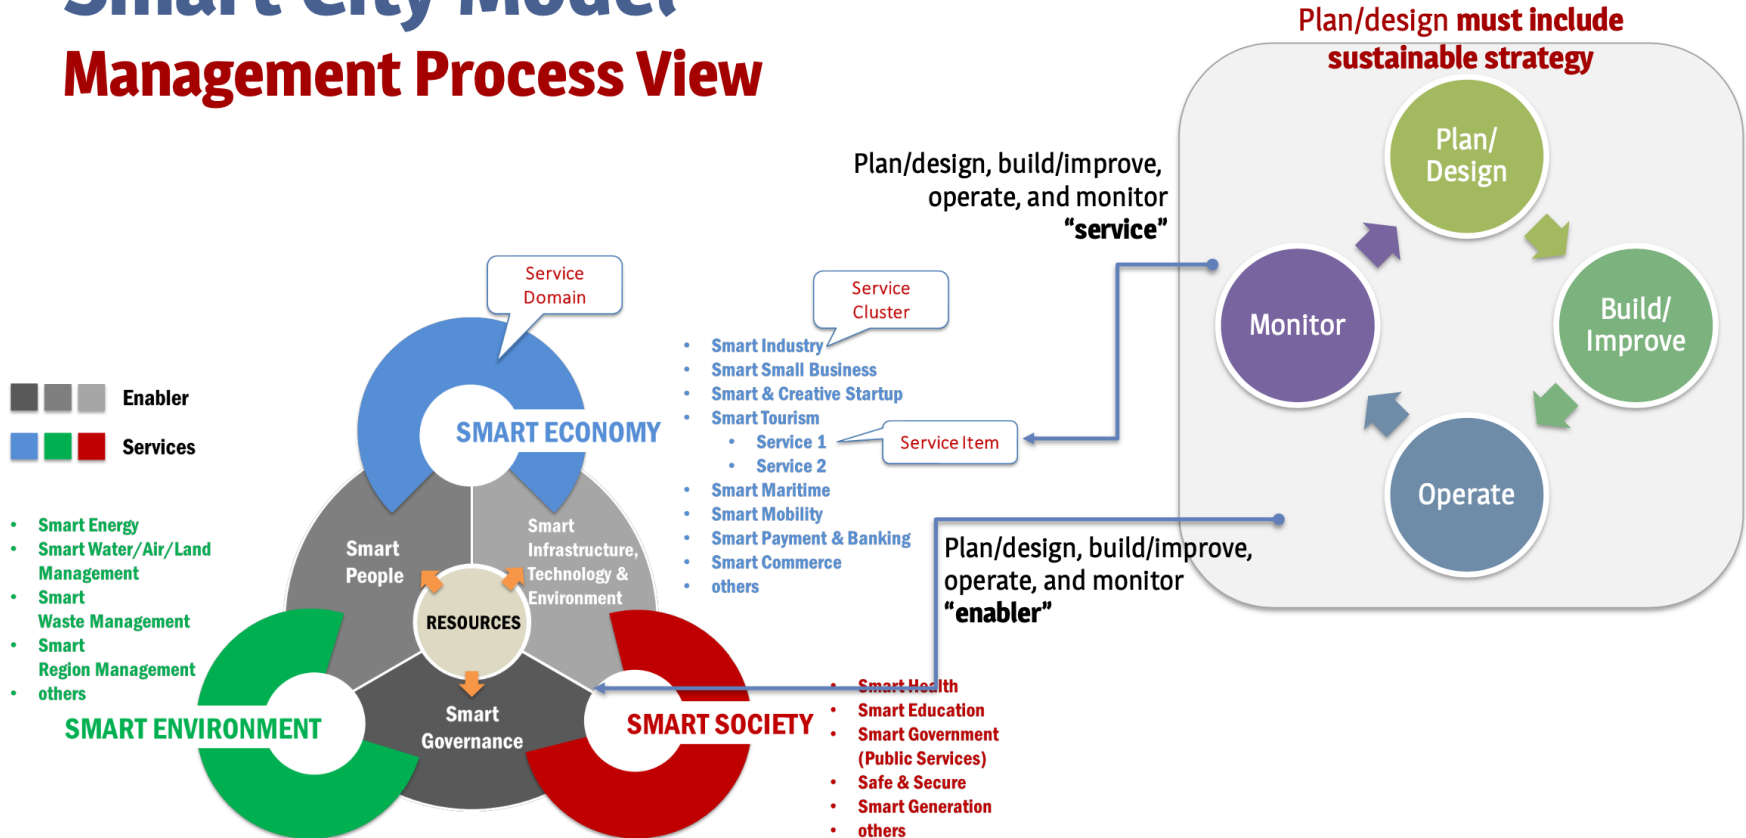 Smart City Model
Management Process View
Plan/design must include
sustainable strategy
Plan/
Design
Build/
Improve
Operate
Monitor
Plan/design, build/improve,
operate, and monitor
“service”
Service
Domain
Service
Cluster
• Smart Industry
• Smart Small Business
• Smart & Creative Startup
• Smart Tourism
• Service 1
• Service 2
• Smart Maritime
• Smart Mobility
• Smart Payment & Banking
• Smart Commerce
• others
Service Item
Enabler
Services
SMART ECONOMY
Smart
People
Smart
Infrastructure,
Technology &
Environment
RESOURCES
Smart
Governance
Plan/design, build/improve,
operate, and monitor
“enabler”
• Smart Energy
• Smart Water/Air/Land
Management
• Smart
Waste Management
• Smart
Region Management
• others
SMART ENVIRONMENT
SMART SOCIETY
• Smart Health
• Smart Education
• Smart Government
(Public Services)
• Safe & Secure
• Smart Generation
• others